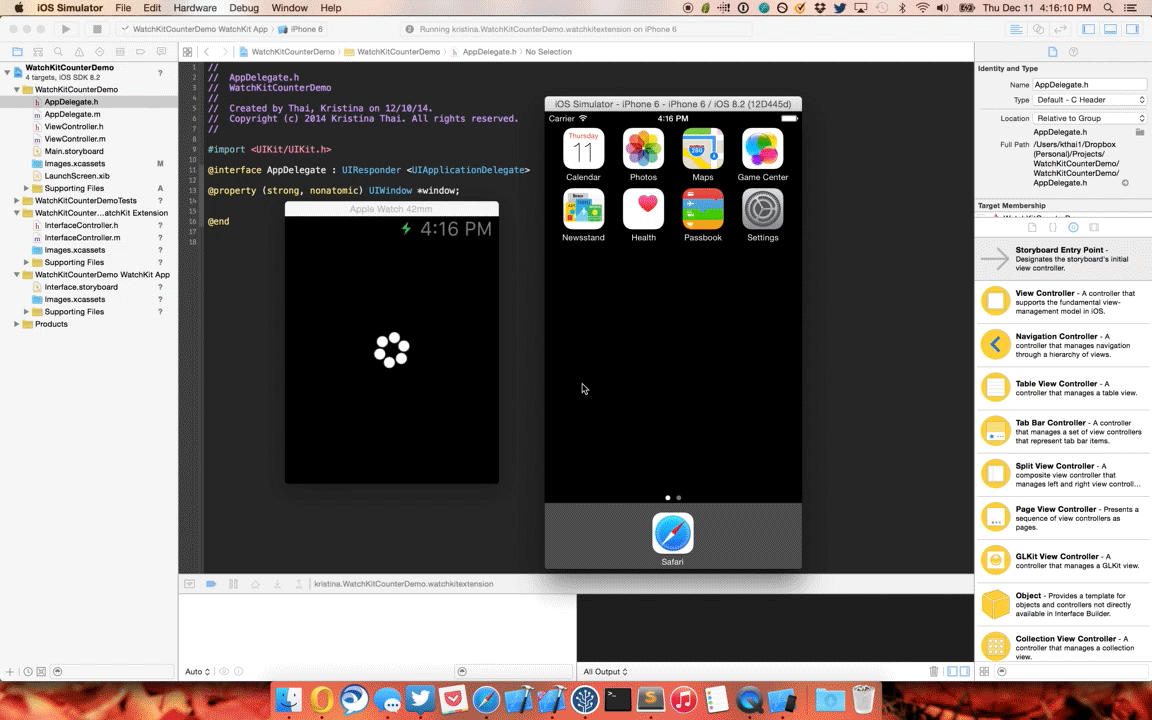 iOS Simulator File Edit Hardware Debug Window Help
Thu Dec 11 4:16:10 PM
WatchKitCounterDemo WatchKit App iPhone 6
Running kristina.WatchKitCounterDemo.watchkitextension on iPhone 6
WatchKitCounterDemo
4 targets, iOS SDK 8.2
?
WatchKitCounterDemo
AppDelegate.h
AppDelegate.m
ViewController.h
ViewController.m
Main.storyboard
Images.xcassets M
LaunchScreen.xib
Supporting Files A
WatchKitCounterDemoTests ?
WatchKitCounter...atchKit Extension ?
InterfaceController.h ?
InterfaceController.m ?
Images.xcassets ?
Supporting Files ?
WatchKitCounterDemo WatchKit App ?
Interface.storyboard ?
Images.xcassets ?
Supporting Files ?
Products
WatchKitCounterDemo WatchKitCounterDemo AppDelegate.h No Selection
1 //
2 // AppDelegate.h
3 // WatchKitCounterDemo
4 //
5 // Created by Thai, Kristina on 12/10/14.
6 // Copyright (c) 2014 Kristina Thai. All rights reserved.
7 //
8
9 #import <UIKit/UIKit.h>
10
11 @interface AppDelegate : UIResponder <UIApplicationDelegate>
12
13 @property (strong, nonatomic) UIWindow *window;
14
15
16 @end
17
18
Apple Watch 42mm
4:16 PM
iOS Simulator - iPhone 6 - iPhone 6 / iOS 8.2 (12D445d)
Carrier 4:16 PM
Thursday
11
280
Calendar Photos Maps Game Center
Newsstand Health Passbook Settings
Safari
kristina.WatchKitCounterDemo.watchkitextension
Auto
All Output
Identity and Type
Name AppDelegate.h
Type Default - C Header
Location Relative to Group
AppDelegate.h
Full Path /Users/kthai1/Dropbox
(Personal)/Projects/
WatchKitCounterDemo/
WatchKitCounterDemo/
AppDelegate.h
Target Membership
Storyboard Entry Point -
Designates the storyboard's initial
view controller.
View Controller - A controller that
supports the fundamental view-
management model in iOS.
Navigation Controller - A
controller that manages navigation
through a hierarchy of views.
Table View Controller - A
controller that manages a table view.
Tab Bar Controller - A controller
that manages a set of view controllers
that represent tab bar items.
Split View Controller - A
composite view controller that
manages left and right view controll...
Page View Controller - Presents a
sequence of view controllers as
pages.
GLKit View Controller - A
controller that manages a GLKit view.
Object - Provides a template for
objects and controllers not directly
available in Interface Builder.
Collection View Controller - A
controller that manages a collection
view.